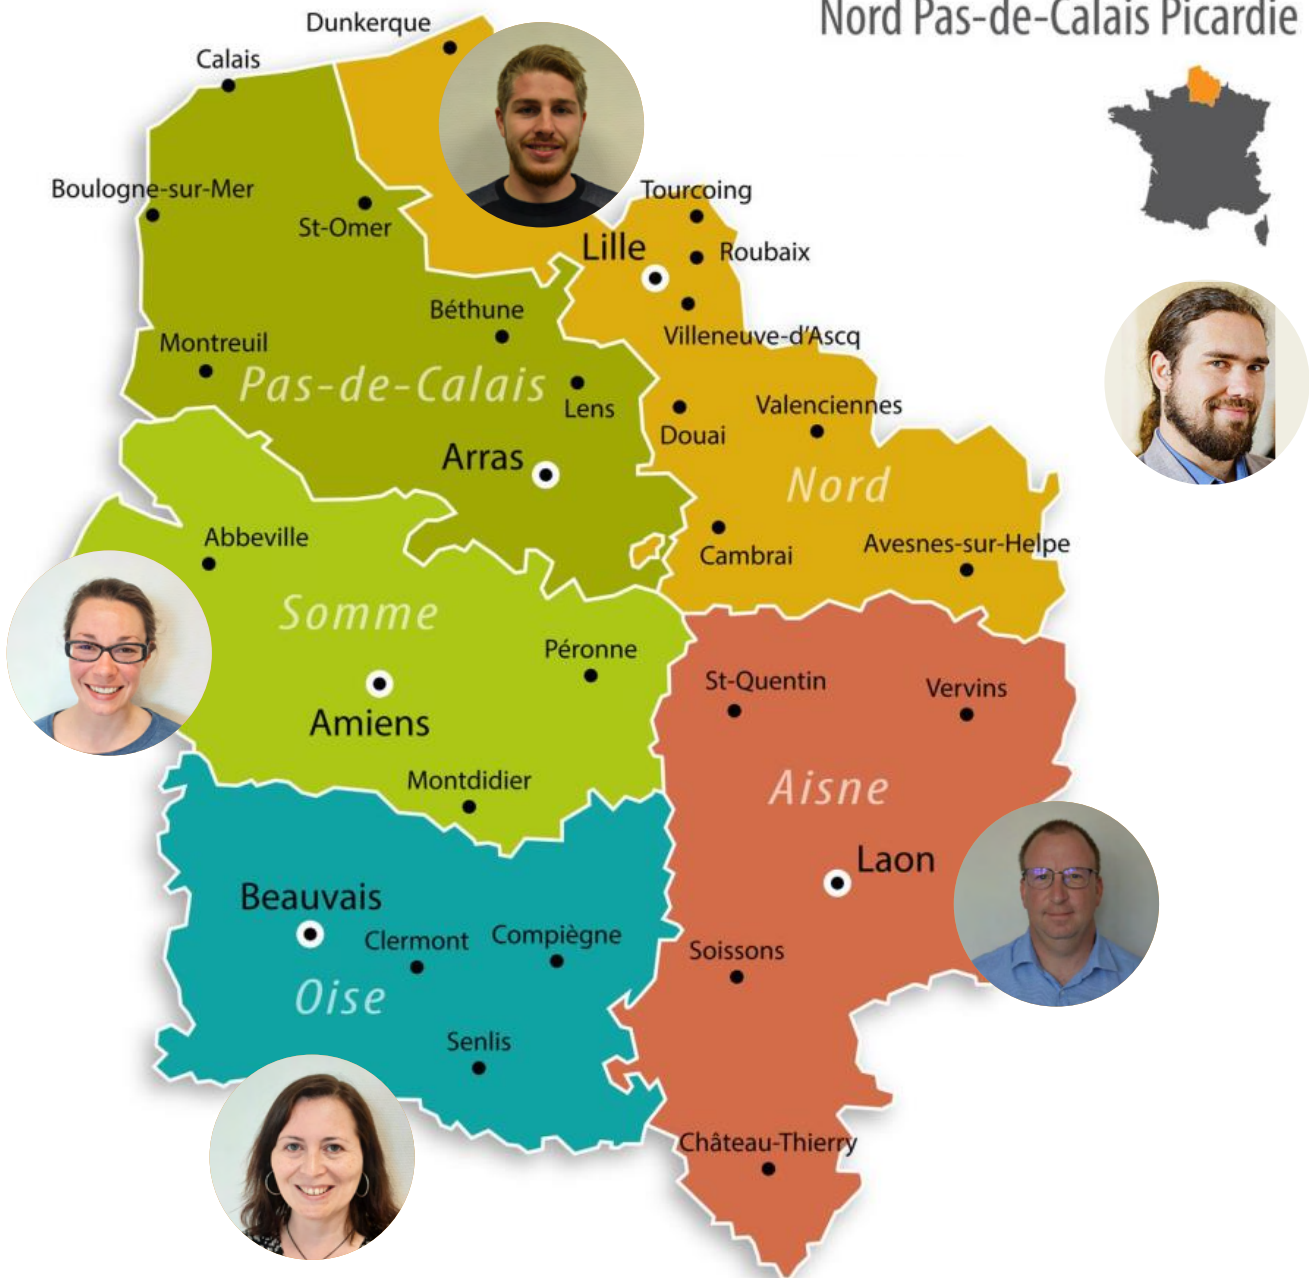 Nord Pas-de-Calais Picardie
Dunkerque
Calais
Boulogne-sur-Mer
St-Omer
Tourcoing
Lille
Roubaix
Béthune
Villeneuve-d'Ascq
Montreuil
Pas-de-Calais
Lens
Valenciennes
Douai
Arras
Nord
Abbeville
Cambrai
Avesnes-sur-Helpe
Somme
Péronne
St-Quentin
Vervins
Amiens
Montdidier
Aisne
Laon
Beauvais
Clermont
Compiègne
Soissons
Oise
Senlis
Château-Thierry